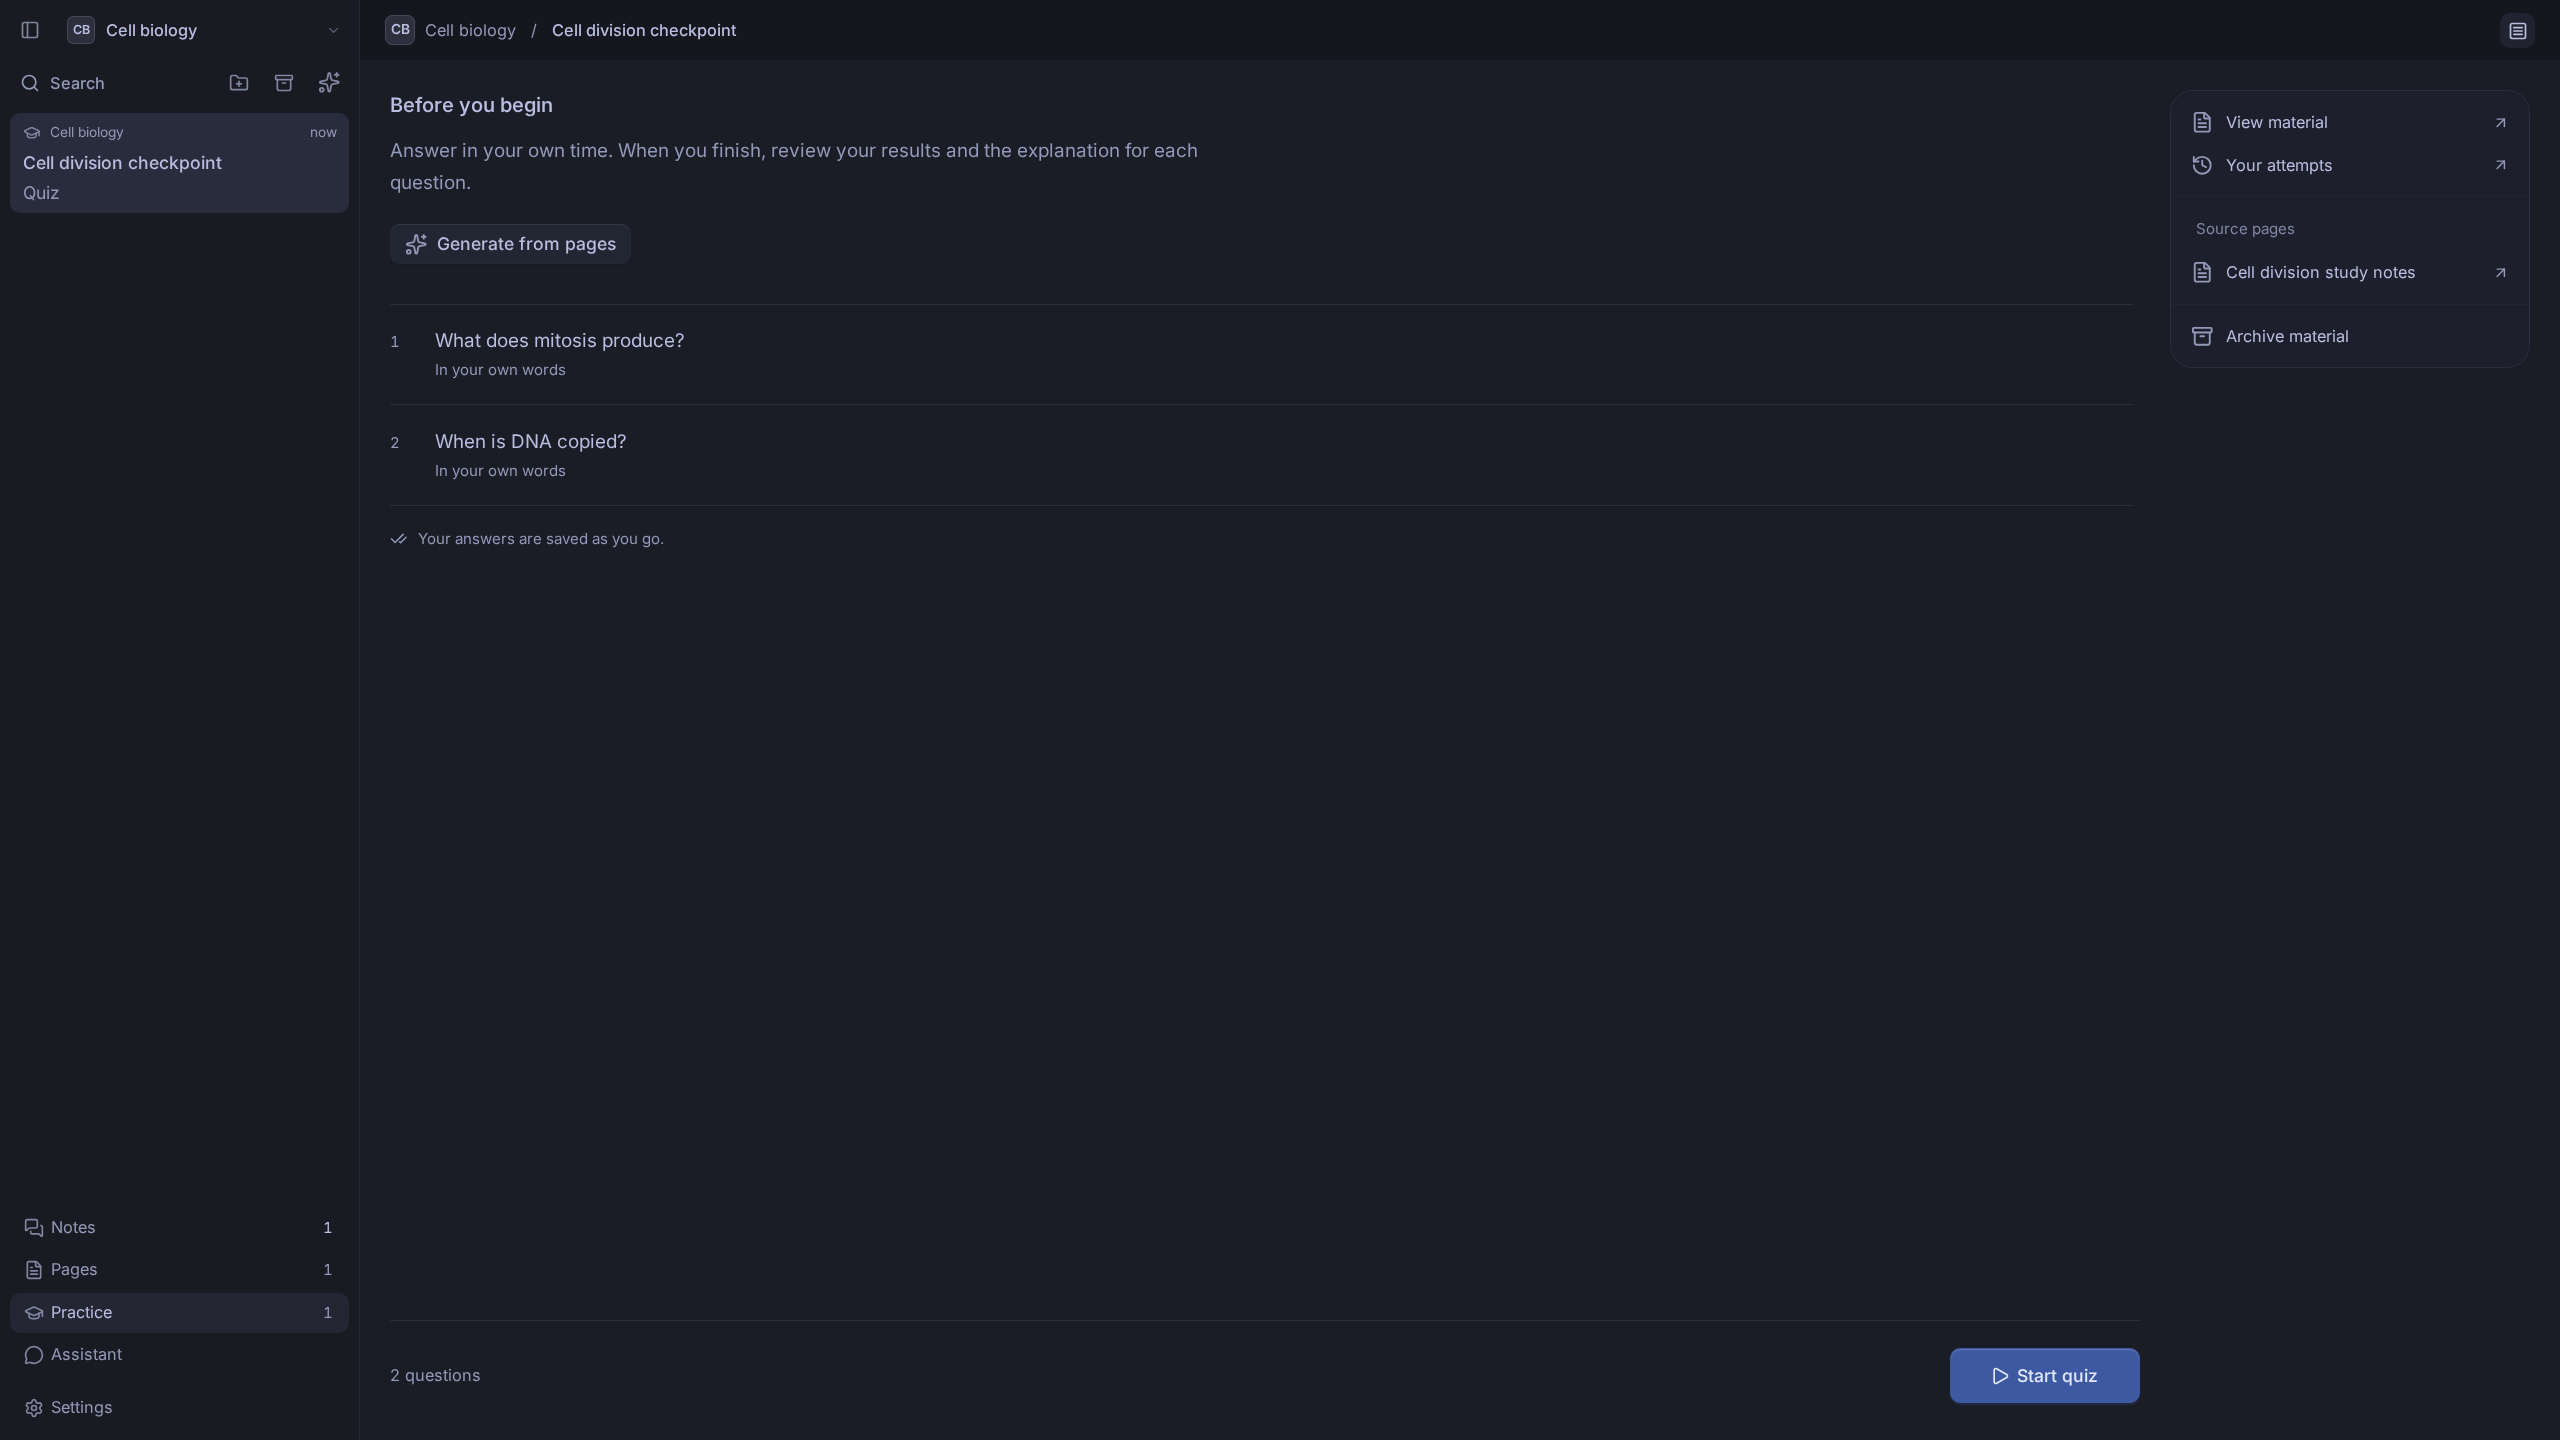 CB Cell biology
Search
Cell biology now
Cell division checkpoint
Quiz
Notes 1
Pages 1
Practice 1
Assistant
Settings
CB Cell biology / Cell division checkpoint
Before you begin
Answer in your own time. When you finish, review your results and the explanation for each
question.
Generate from pages
1 What does mitosis produce?
In your own words
2 When is DNA copied?
In your own words
Your answers are saved as you go.
2 questions
Start quiz
View material
Your attempts
Source pages
Cell division study notes
Archive material